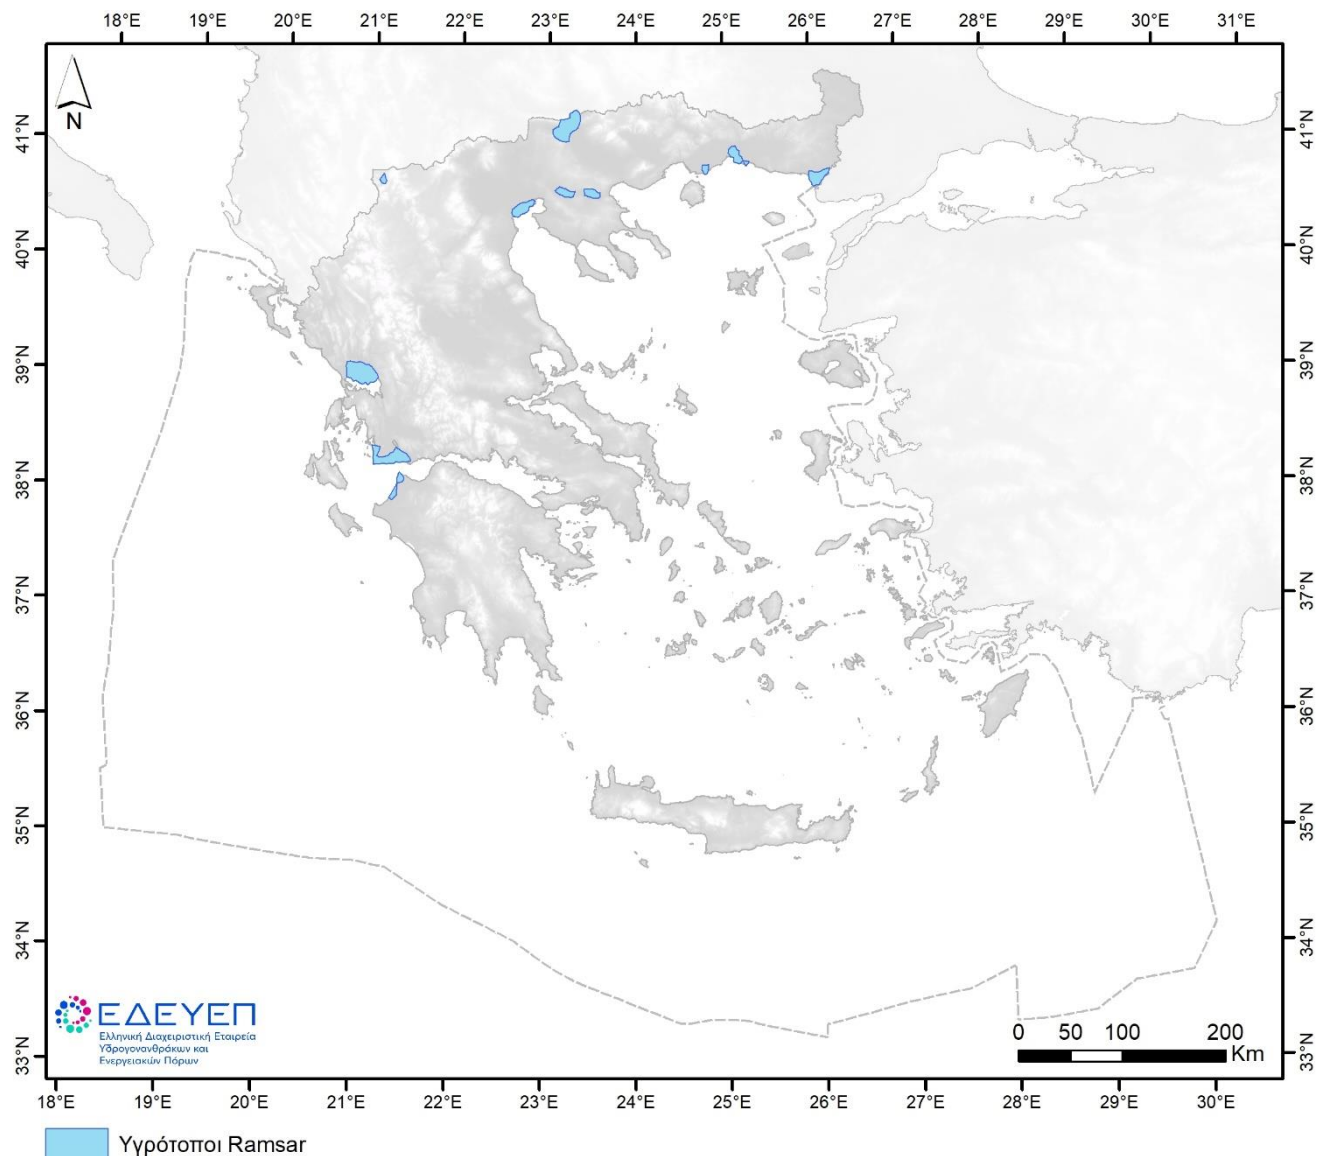 18°E 19°E 20°E 21°E 22°E 23°E 24°E 25°E 26°E 27°E 28°E 29°E 30°E 31°E
N
41°N 41°N
40°N 40°N
39°N 39°N
38°N 38°N
37°N 37°N
36°N 36°N
35°N 35°N
34°N 34°N
33°N 33°N
ΕΔΕΥΕΠ
Ελληνική Διαχειριστική Εταιρεία
Υδρογονανθράκων και
Ενεργειακών Πόρων
0 50 100 200
Km
18°E 19°E 20°E 21°E 22°E 23°E 24°E 25°E 26°E 27°E 28°E 29°E 30°E
Υγρότοποι Ramsar